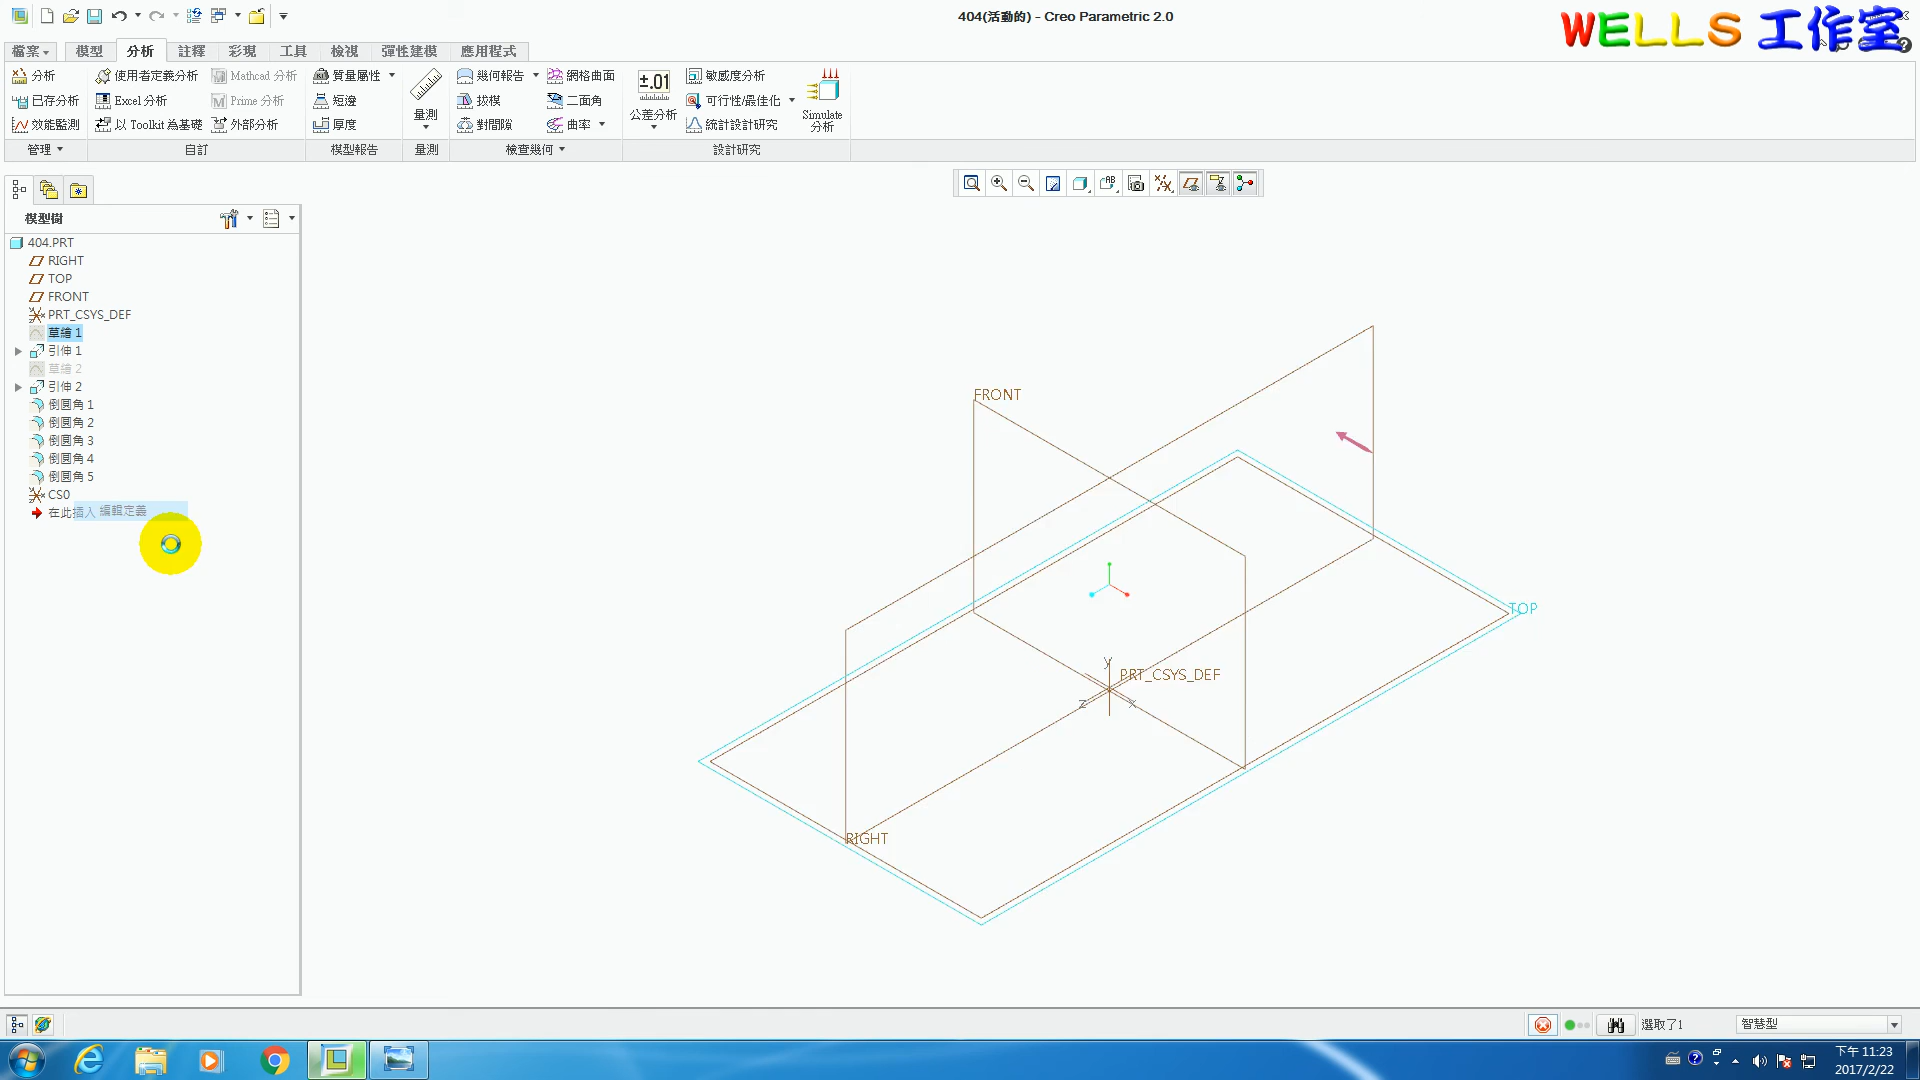 404(活動的) - Creo Parametric 2.0
WELLS 工作室
檔案 模型 分析 註釋 彩現 工具 檢視 彈性建模 應用程式
分析 使用者定義分析 Mathcad 分析 質量屬性 幾何報告 網格曲面 敏感度分析
已存分析 Excel 分析 Prime 分析 短邊 拔模 二面角 可行性/最佳化
效能監測 以 Toolkit 為基礎 外部分析 厚度 對間隙 曲率 統計設計研究
量測
±.01
公差分析
Simulate
分析
管理 自訂 模型報告 量測 檢查幾何 設計研究
模型樹
404.PRT
RIGHT
TOP
FRONT
PRT_CSYS_DEF
草繪 1
引伸 1
草繪 2
引伸 2
倒圓角 1
倒圓角 2
倒圓角 3
倒圓角 4
倒圓角 5
CS0
在此插入 編輯定義
FRONT
TOP
y
PRT_CSYS_DEF
z
x
RIGHT
選取了1
智慧型
下午 11:23
2017/2/22